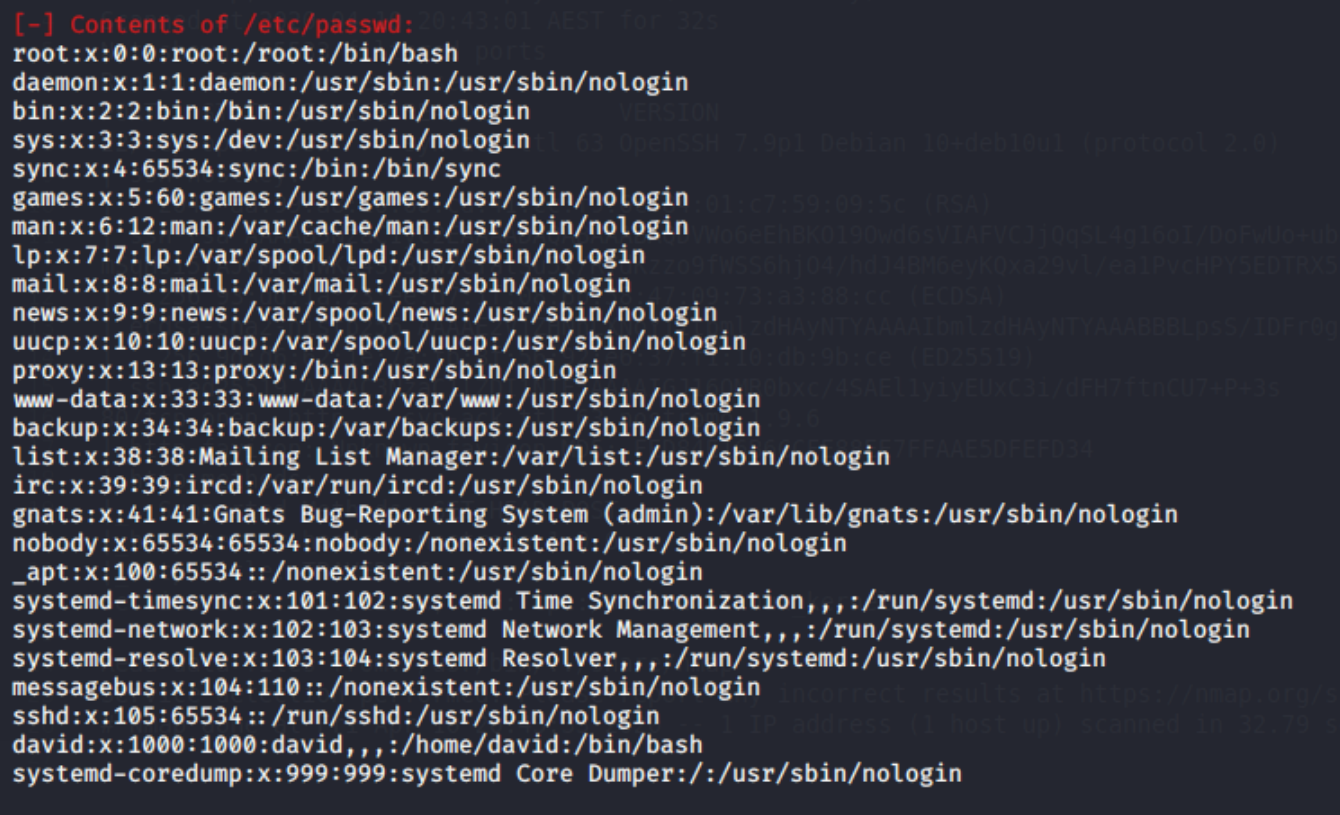 [-] Contents of /etc/passwd:
root:x:0:0:root:/root:/bin/bash
daemon:x:1:1:daemon:/usr/sbin:/usr/sbin/nologin
bin:x:2:2:bin:/bin:/usr/sbin/nologin
sys:x:3:3:sys:/dev:/usr/sbin/nologin
sync:x:4:65534:sync:/bin:/bin/sync
games:x:5:60:games:/usr/games:/usr/sbin/nologin
man:x:6:12:man:/var/cache/man:/usr/sbin/nologin
lp:x:7:7:lp:/var/spool/lpd:/usr/sbin/nologin
mail:x:8:8:mail:/var/mail:/usr/sbin/nologin
news:x:9:9:news:/var/spool/news:/usr/sbin/nologin
uucp:x:10:10:uucp:/var/spool/uucp:/usr/sbin/nologin
proxy:x:13:13:proxy:/bin:/usr/sbin/nologin
www-data:x:33:33:www-data:/var/www:/usr/sbin/nologin
backup:x:34:34:backup:/var/backups:/usr/sbin/nologin
list:x:38:38:Mailing List Manager:/var/list:/usr/sbin/nologin
irc:x:39:39:ircd:/var/run/ircd:/usr/sbin/nologin
gnats:x:41:41:Gnats Bug-Reporting System (admin):/var/lib/gnats:/usr/sbin/nologin
nobody:x:65534:65534:nobody:/nonexistent:/usr/sbin/nologin
_apt:x:100:65534::/nonexistent:/usr/sbin/nologin
systemd-timesync:x:101:102:systemd Time Synchronization,,,:/run/systemd:/usr/sbin/nologin
systemd-network:x:102:103:systemd Network Management,,,:/run/systemd:/usr/sbin/nologin
systemd-resolve:x:103:104:systemd Resolver,,,:/run/systemd:/usr/sbin/nologin
messagebus:x:104:110::/nonexistent:/usr/sbin/nologin
sshd:x:105:65534::/run/sshd:/usr/sbin/nologin
david:x:1000:1000:david,,,:/home/david:/bin/bash
systemd-coredump:x:999:999:systemd Core Dumper:/:/usr/sbin/nologin